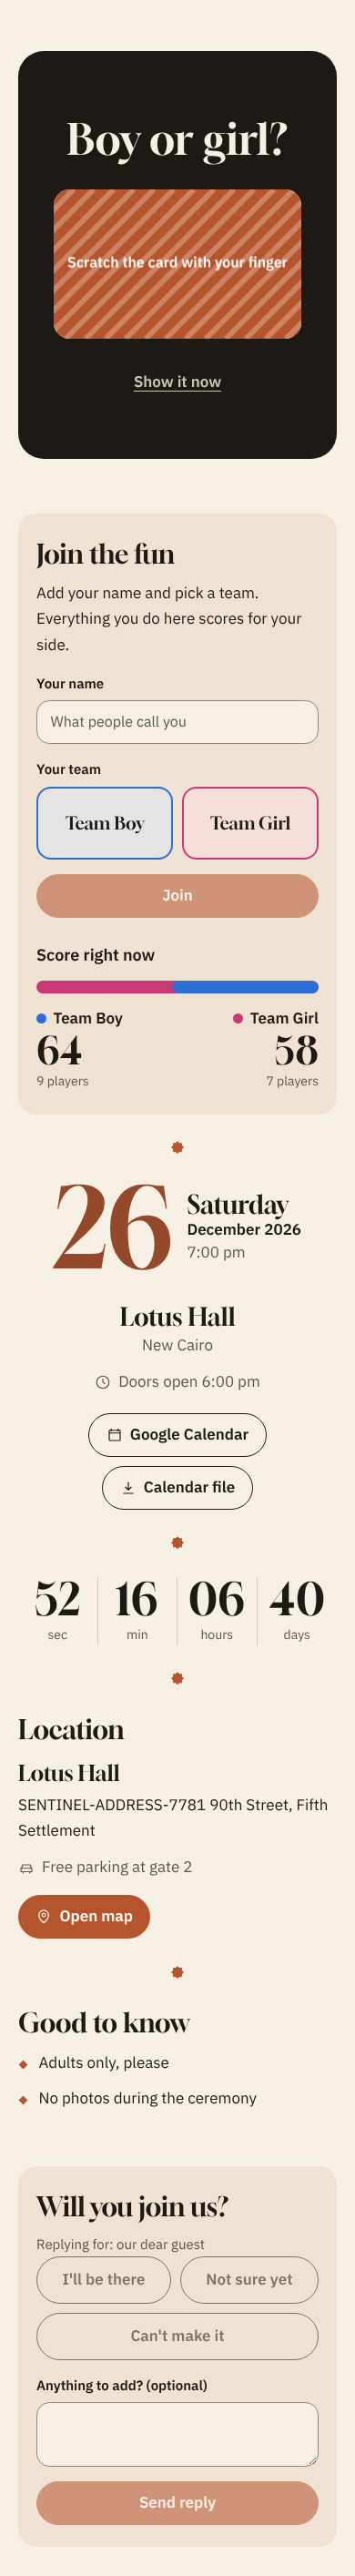 Boy or girl?
Scratch the card with your finger
Show it now
Join the fun
Add your name and pick a team.
Everything you do here scores for your
side.
Your name
What people call you
Your team
Team Boy
Team Girl
Join
Score right now
Team Boy
Team Girl
64
58
9 players
7 players
26
Saturday
December 2026
7:00 pm
Lotus Hall
New Cairo
Doors open 6:00 pm
Google Calendar
Calendar file
52
16
06
40
sec
min
hours
days
Location
Lotus Hall
SENTINEL-ADDRESS-7781 90th Street, Fifth
Settlement
Free parking at gate 2
Open map
Good to know
Adults only, please
No photos during the ceremony
Will you join us?
Replying for: our dear guest
I'll be there
Not sure yet
Can't make it
Anything to add? (optional)
Send reply